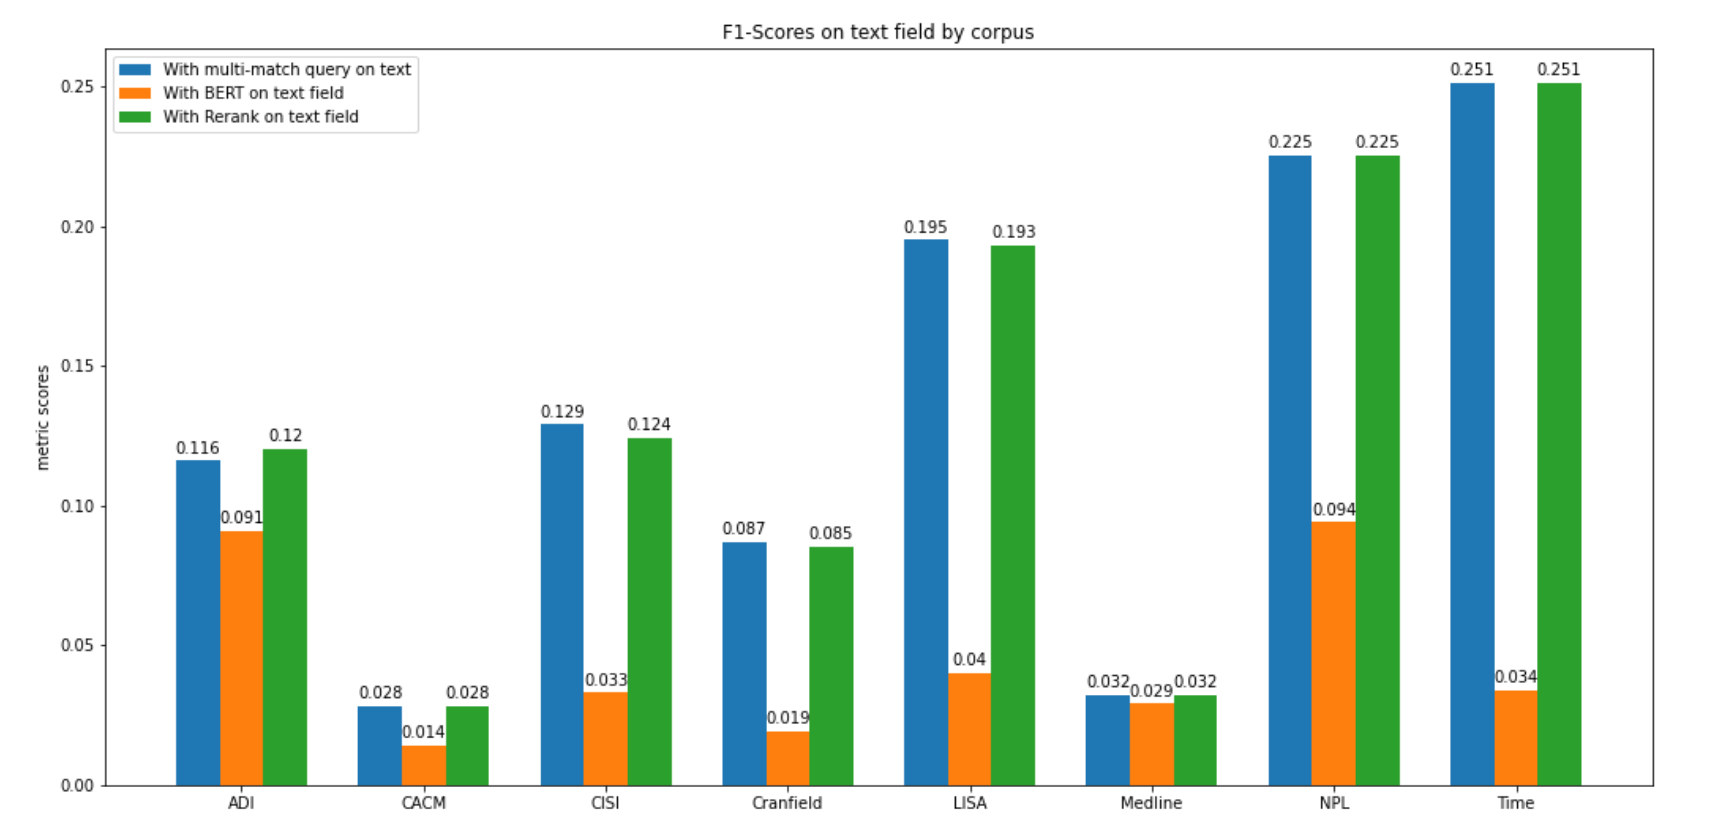 F1-Scores on text field by corpus
With multi-match query on text
With BERT on text field
With Rerank on text field
metric scores
0.25
0.20
0.15
0.10
0.05
0.00
0.116
0.091
0.12
0.028
0.014
0.028
0.129
0.033
0.124
0.087
0.019
0.085
0.195
0.04
0.193
0.032
0.029
0.032
0.225
0.094
0.225
0.251
0.034
0.251
ADI
CACM
CISI
Cranfield
LISA
Medline
NPL
Time